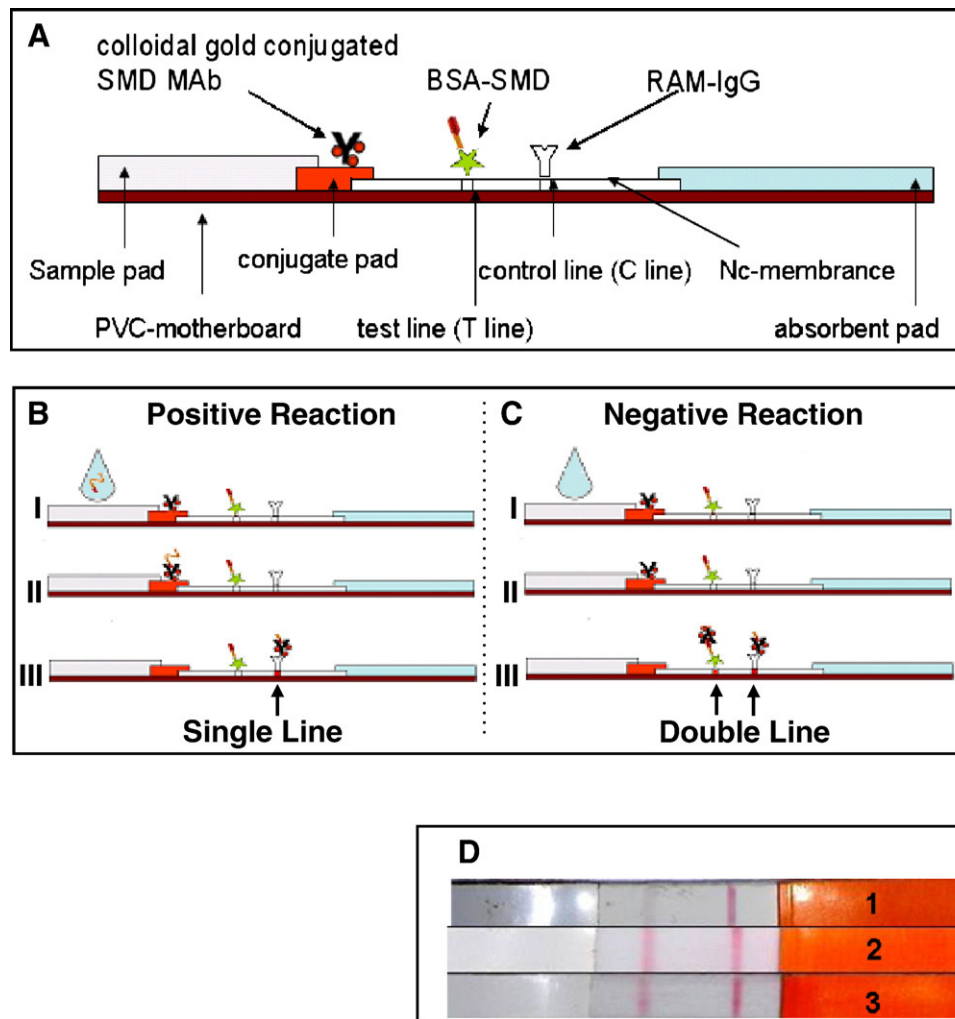 A
colloidal gold conjugated
SMD MAb
BSA-SMD
RAM-IgG
Sample pad
conjugate pad
control line (C line)
Nc-membrance
PVC-motherboard
test line (T line)
absorbent pad
B
Positive Reaction
I
II
III
Single Line
C
Negative Reaction
I
II
III
Double Line
D
1
2
3